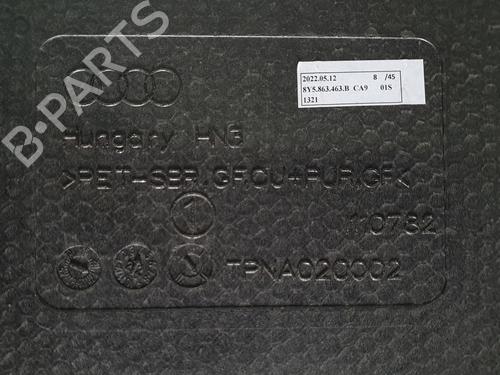 2022.05.12 8 /45
8Y5.863.463.B CA9 01S
1321
Hungary HNG
>PET+SBR.GF.CU+PUR.GF<
110732
TPNA020002
B-PARTS